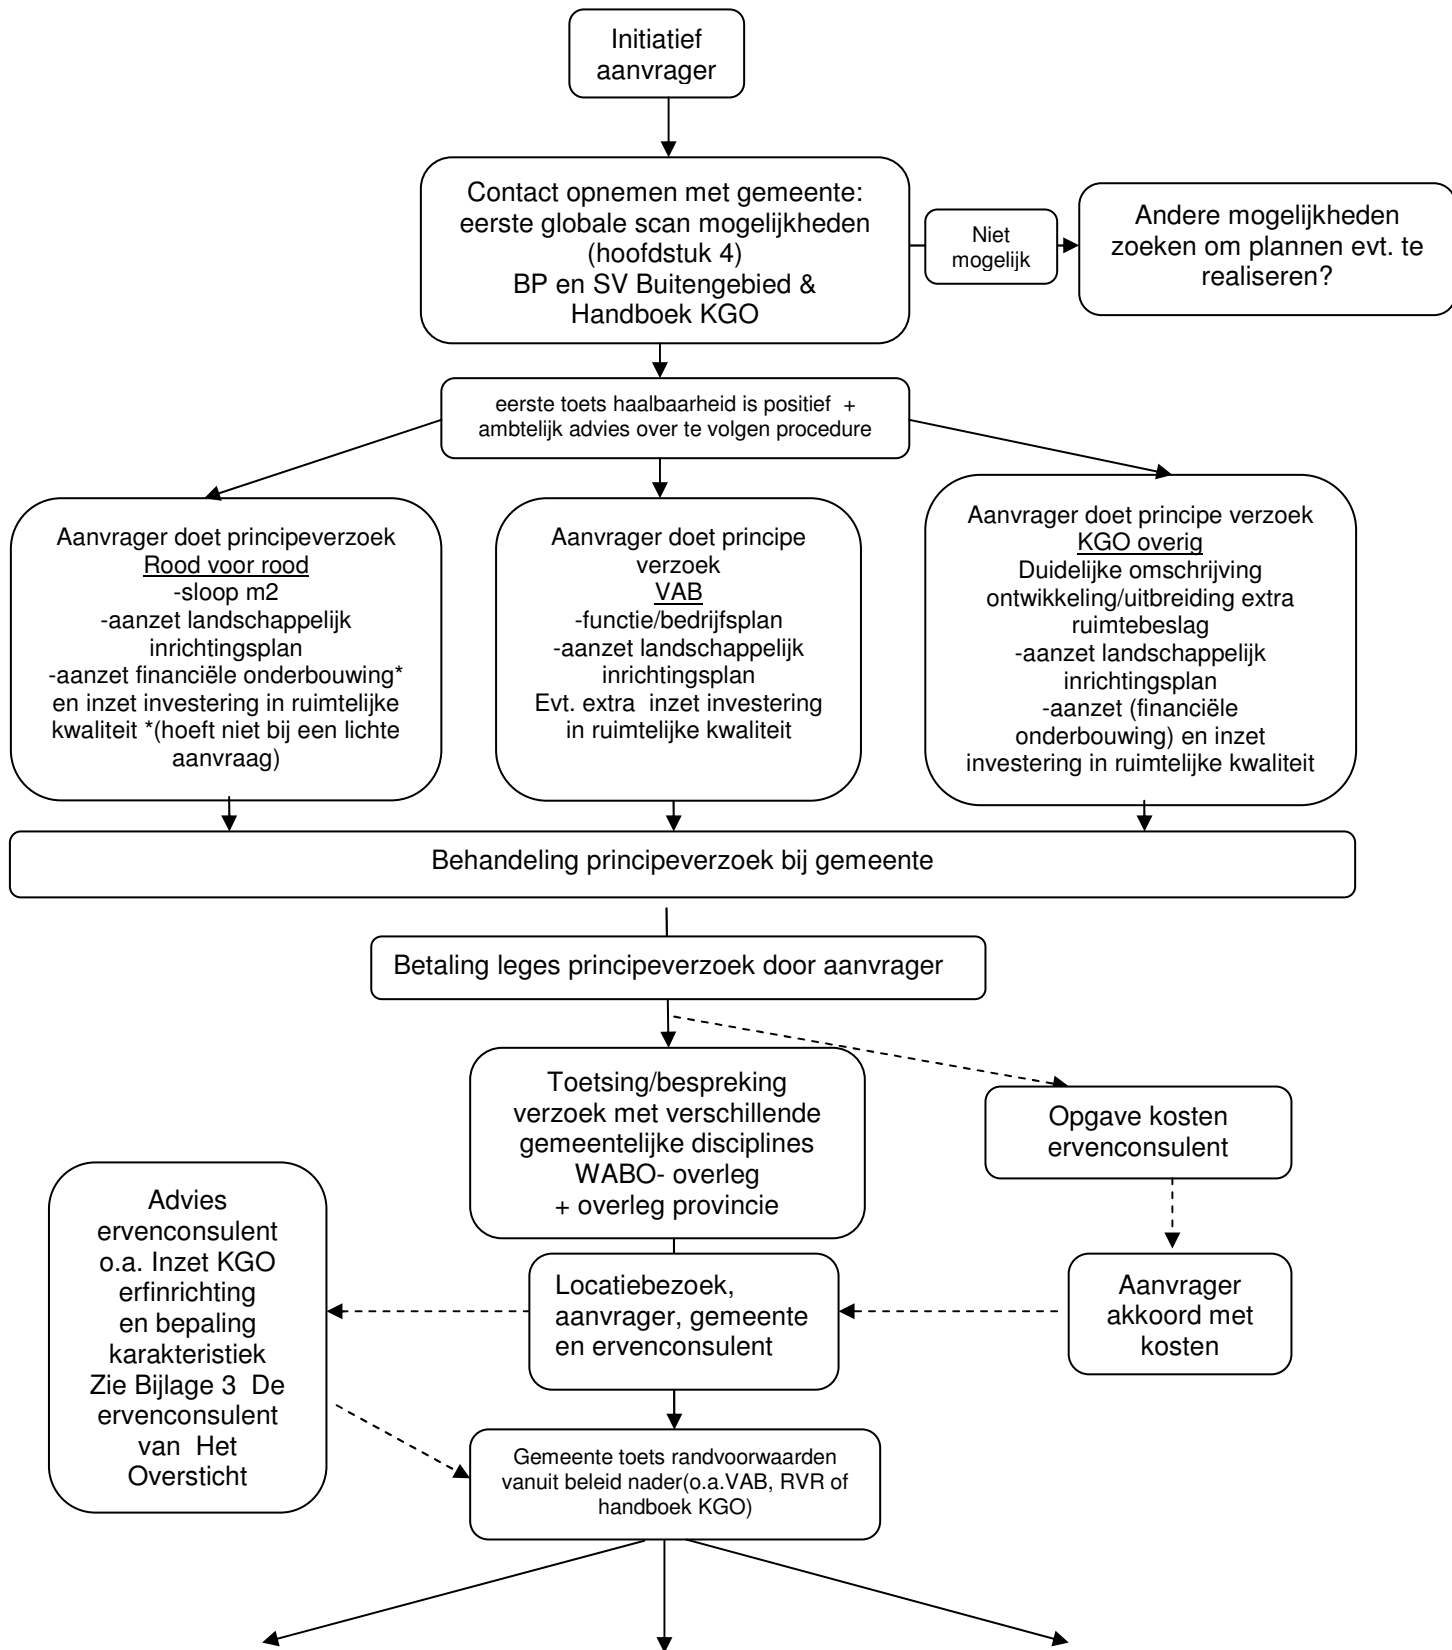 Initiatief
aanvrager
Contact opnemen met gemeente:
eerste globale scan mogelijkheden
(hoofdstuk 4)
BP en SV Buitengebied &
Handboek KGO
Niet
mogelijk
Andere mogelijkheden
zoeken om plannen evt. te
realiseren?
eerste toets haalbaarheid is positief +
ambtelijk advies over te volgen procedure
Aanvrager doet principeverzoek
Rood voor rood
-sloop m2
-aanzet landschappelijk
inrichtingsplan
-aanzet financiële onderbouwing*
en inzet investering in ruimtelijke
kwaliteit *(hoeft niet bij een lichte
aanvraag)
Aanvrager doet principe
verzoek
VAB
-functie/bedrijfsplan
-aanzet landschappelijk
inrichtingsplan
Evt. extra inzet investering
in ruimtelijke kwaliteit
Aanvrager doet principe verzoek
KGO overig
Duidelijke omschrijving
ontwikkeling/uitbreiding extra
ruimtebeslag
-aanzet landschappelijk
inrichtingsplan
-aanzet (financiële
onderbouwing) en inzet
investering in ruimtelijke kwaliteit
Behandeling principeverzoek bij gemeente
Betaling leges principeverzoek door aanvrager
Toetsing/bespreking
verzoek met verschillende
gemeentelijke disciplines
WABO- overleg
+ overleg provincie
Opgave kosten
ervenconsulent
Advies
ervenconsulent
o.a. Inzet KGO
erfinrichting
en bepaling
karakteristiek
Zie Bijlage 3 De
ervenconsulent
van Het
Oversticht
Locatiebezoek,
aanvrager, gemeente
en ervenconsulent
Aanvrager
akkoord met
kosten
Gemeente toets randvoorwaarden
vanuit beleid nader(o.a.VAB, RVR of
handboek KGO)